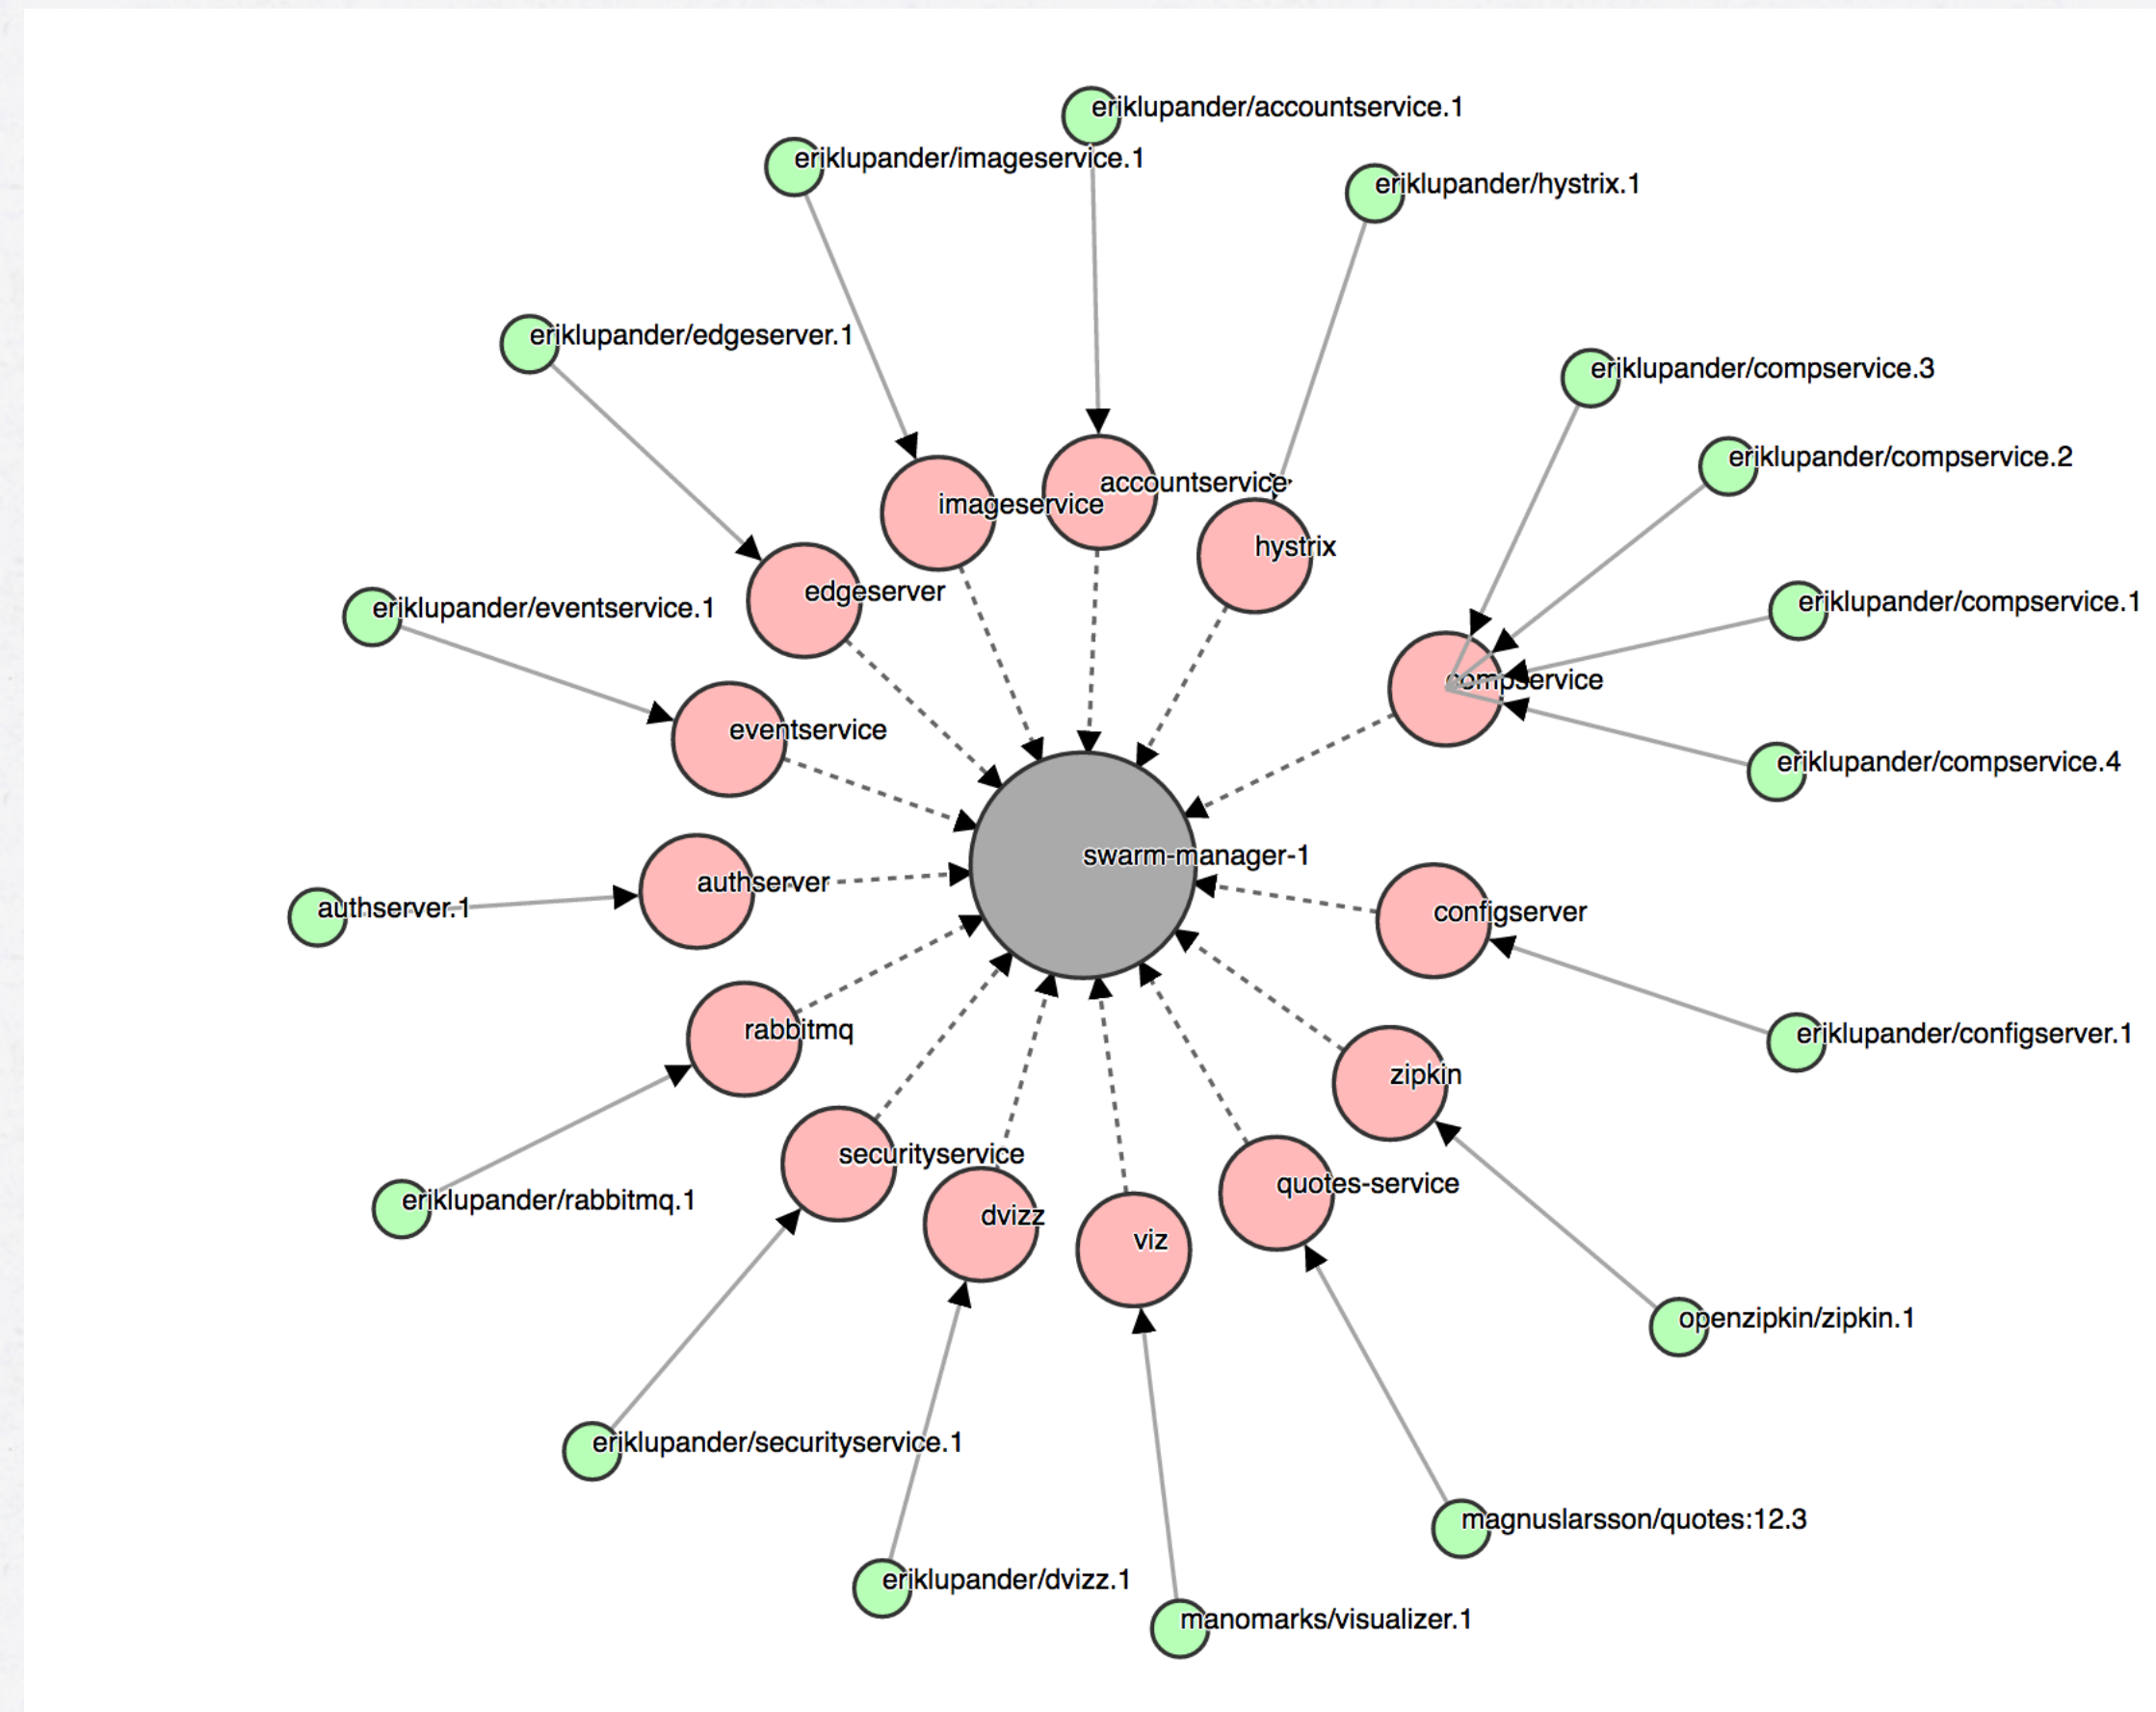 eriklupander/accountservice.1
eriklupander/imageservice.1
eriklupander/hystrix.1
eriklupander/edgeserver.1
eriklupander/compservice.3
eriklupander/compservice.2
accountservice
imageservice
hystrix
edgeserver
eriklupander/compservice.1
eriklupander/eventservice.1
compservice
eventservice
eriklupander/compservice.4
swarm-manager-1
authserver
authserver.1
configserver
rabbitmq
eriklupander/configserver.1
zipkin
securityservice
quotes-service
eriklupander/rabbitmq.1
dvizz
viz
openzipkin/zipkin.1
eriklupander/securityservice.1
magnuslarsson/quotes:12.3
eriklupander/dvizz.1
manomarks/visualizer.1